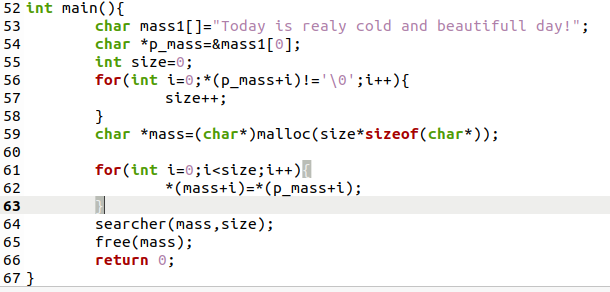 52 int main(){
53 char mass1[]="Today is realy cold and beautifull day!";
54 char *p_mass=&mass1[0];
55 int size=0;
56 for(int i=0;*(p_mass+i)!='\0';i++){
57 size++;
58 }
59 char *mass=(char*)malloc(size*sizeof(char*));
60
61 for(int i=0;i<size;i++){
62 *(mass+i)=*(p_mass+i);
63 }
64 searcher(mass,size);
65 free(mass);
66 return 0;
67 }